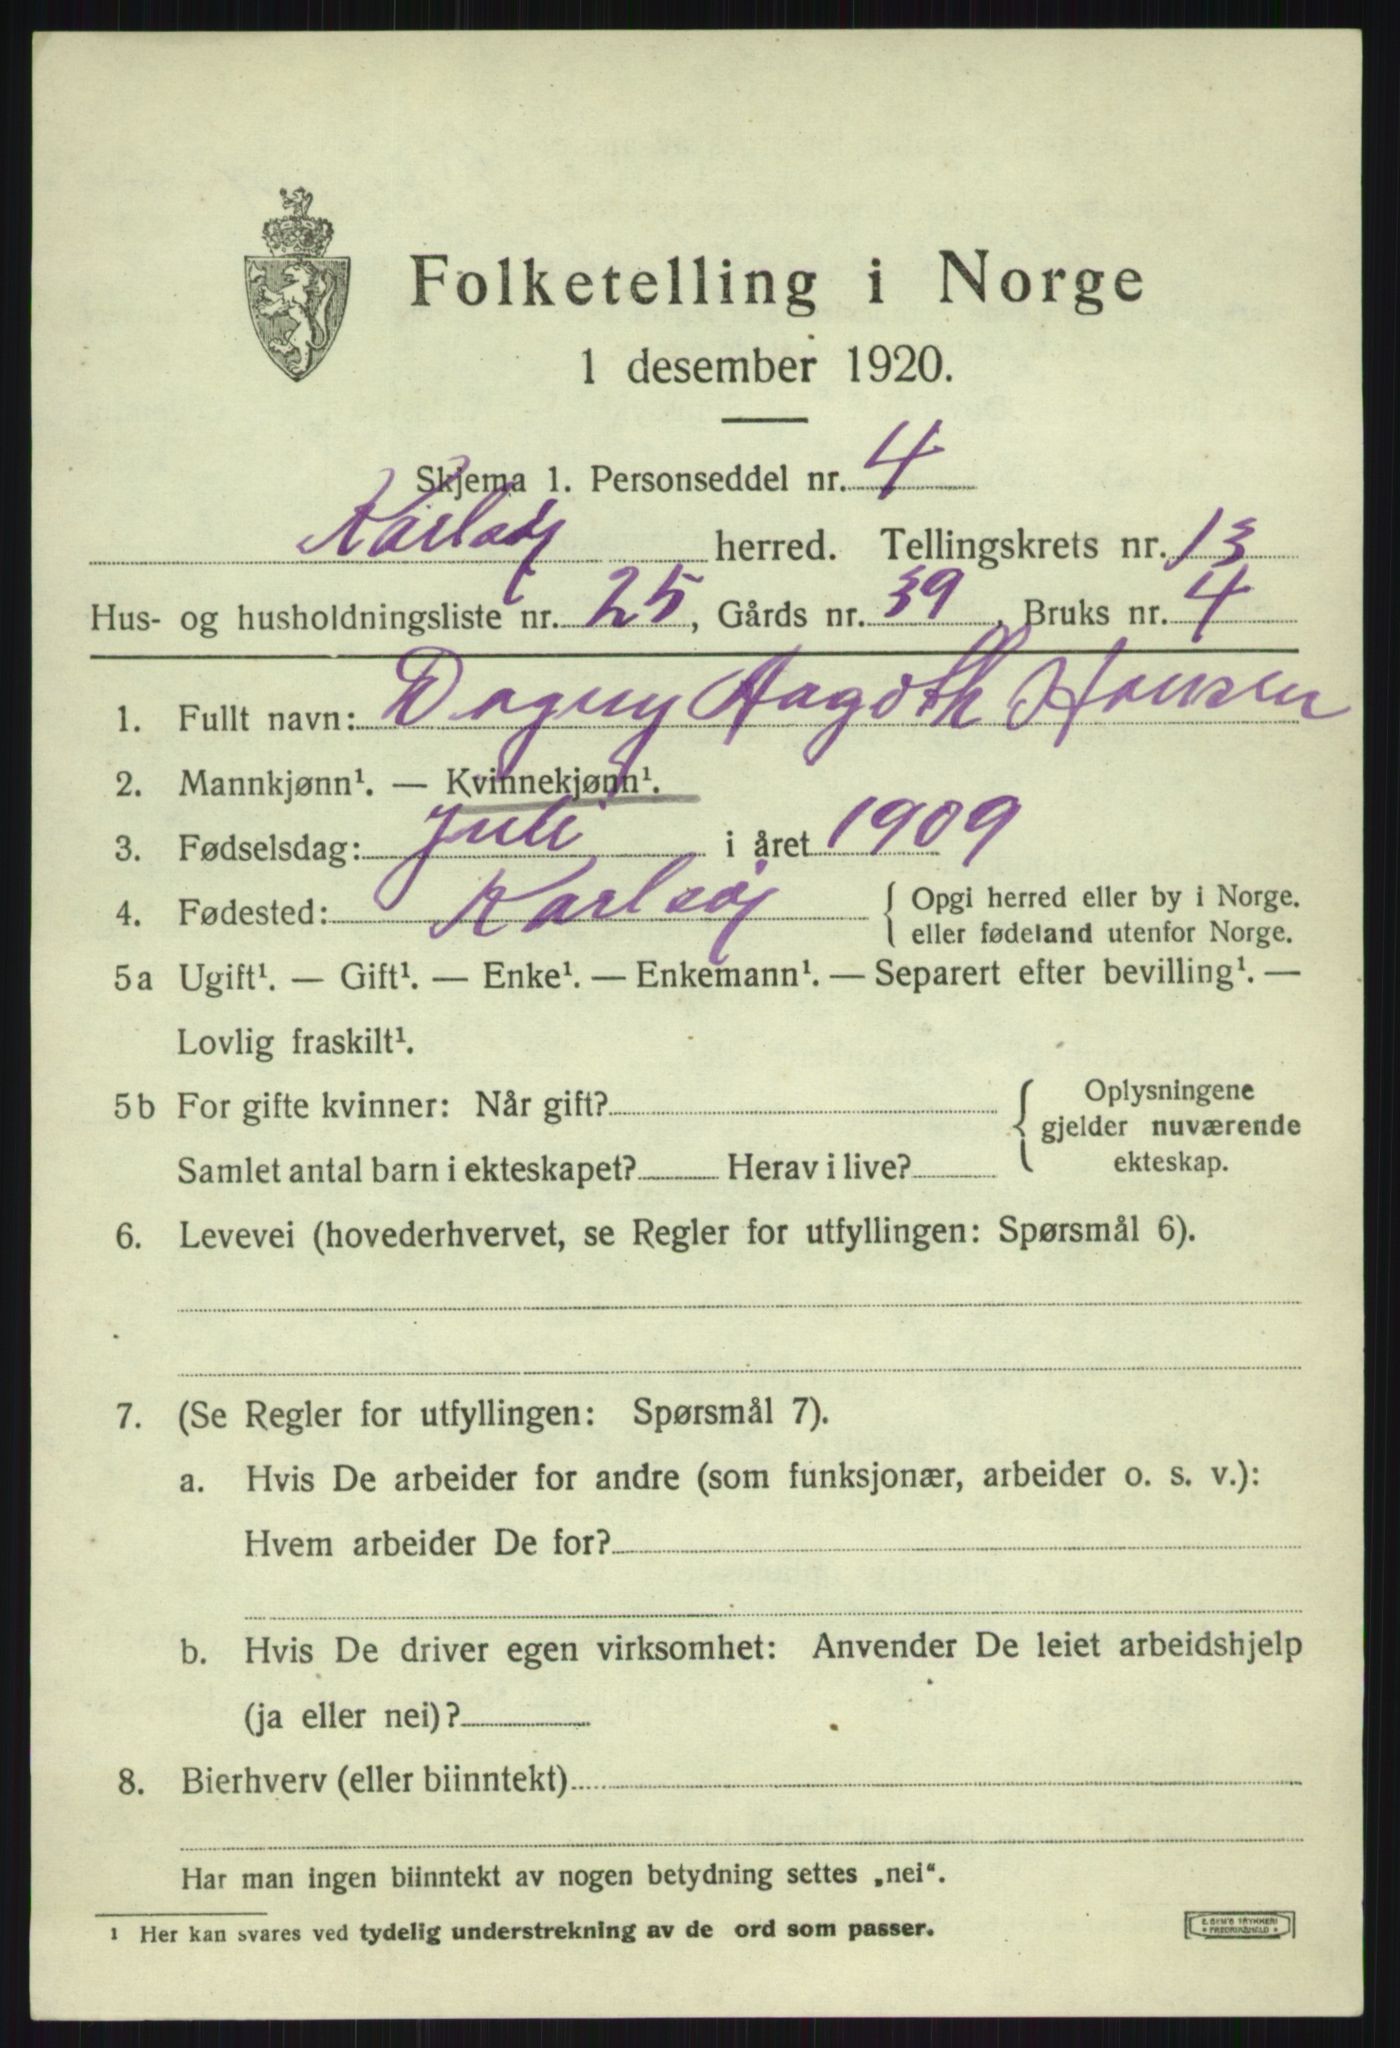 Folketelling i Norge
1 desember 1920.
Skjema 1. Personseddel nr. 4
Karlsøy herred. Tellingskrets nr. 13
Hus- og husholdningsliste nr. 25, Gårds nr. 39, Bruks nr. 4
1. Fullt navn: Dagny Aagoth Hansen
2. Mannkjønn¹. — Kvinnekjønn¹.
3. Fødselsdag: Juli i året 1909
4. Fødested: Karlsøy { Opgi herred eller by i Norge.
eller fødeland utenfor Norge.
5a Ugift¹. — Gift¹. — Enke¹. — Enkemann¹. — Separert efter bevilling¹. —
Lovlig fraskilt¹.
5b For gifte kvinner: Når gift? { Oplysningene
gjelder nuværende
ekteskap.
Samlet antal barn i ekteskapet? Herav i live?
6. Levevei (hovederhvervet, se Regler for utfyllingen: Spørsmål 6).
7. (Se Regler for utfyllingen: Spørsmål 7).
a. Hvis De arbeider for andre (som funksjonær, arbeider o. s. v.):
Hvem arbeider De for?
b. Hvis De driver egen virksomhet: Anvender De leiet arbeidshjelp
(ja eller nei)?
8. Bierhverv (eller biinntekt)
Har man ingen biinntekt av nogen betydning settes „nei“.
¹ Her kan svares ved tydelig understrekning av de ord som passer.